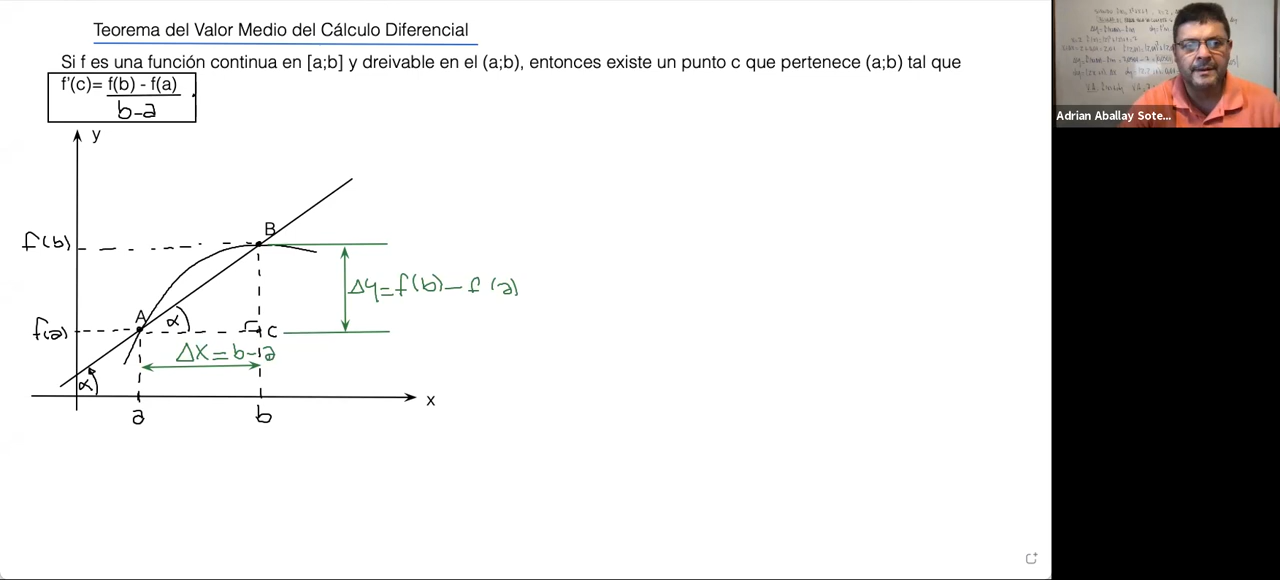 Teorema del Valor Medio del Cálculo Diferencial
Si f es una función continua en [a;b] y dreivable en el (a;b), entonces existe un punto c que pertenece (a;b) tal que
f'(c)= f(b) - f(a)
b-a
y
B
f(b)
Δy=f(b)-f(a)
A
α
f(a)
C
Δx=b-a
α
x
a
b
Adrian Aballay Sote...